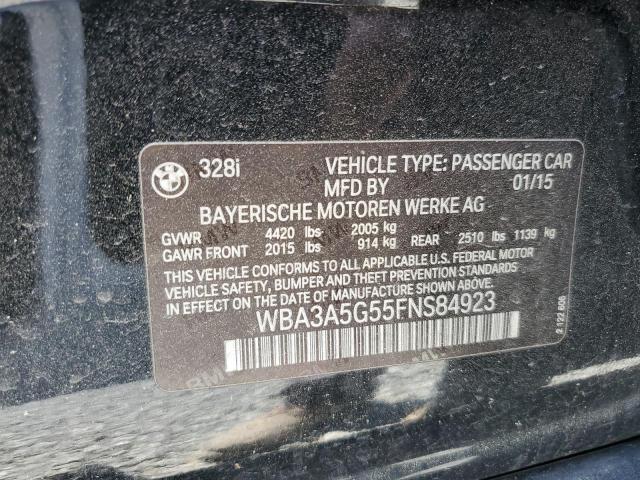 BMW 328i VEHICLE TYPE: PASSENGER CAR
MFD BY 01/15
BAYERISCHE MOTOREN WERKE AG
GVWR 4420 lbs 2005 kg
GAWR FRONT 2015 lbs 914 kg REAR 2510 lbs 1139 kg
THIS VEHICLE CONFORMS TO ALL APPLICABLE U.S. FEDERAL MOTOR
VEHICLE SAFETY, BUMPER AND THEFT PREVENTION STANDARDS
IN EFFECT ON THE DATE OF MANUFACTURE SHOWN ABOVE.
WBA3A5G55FNS84923